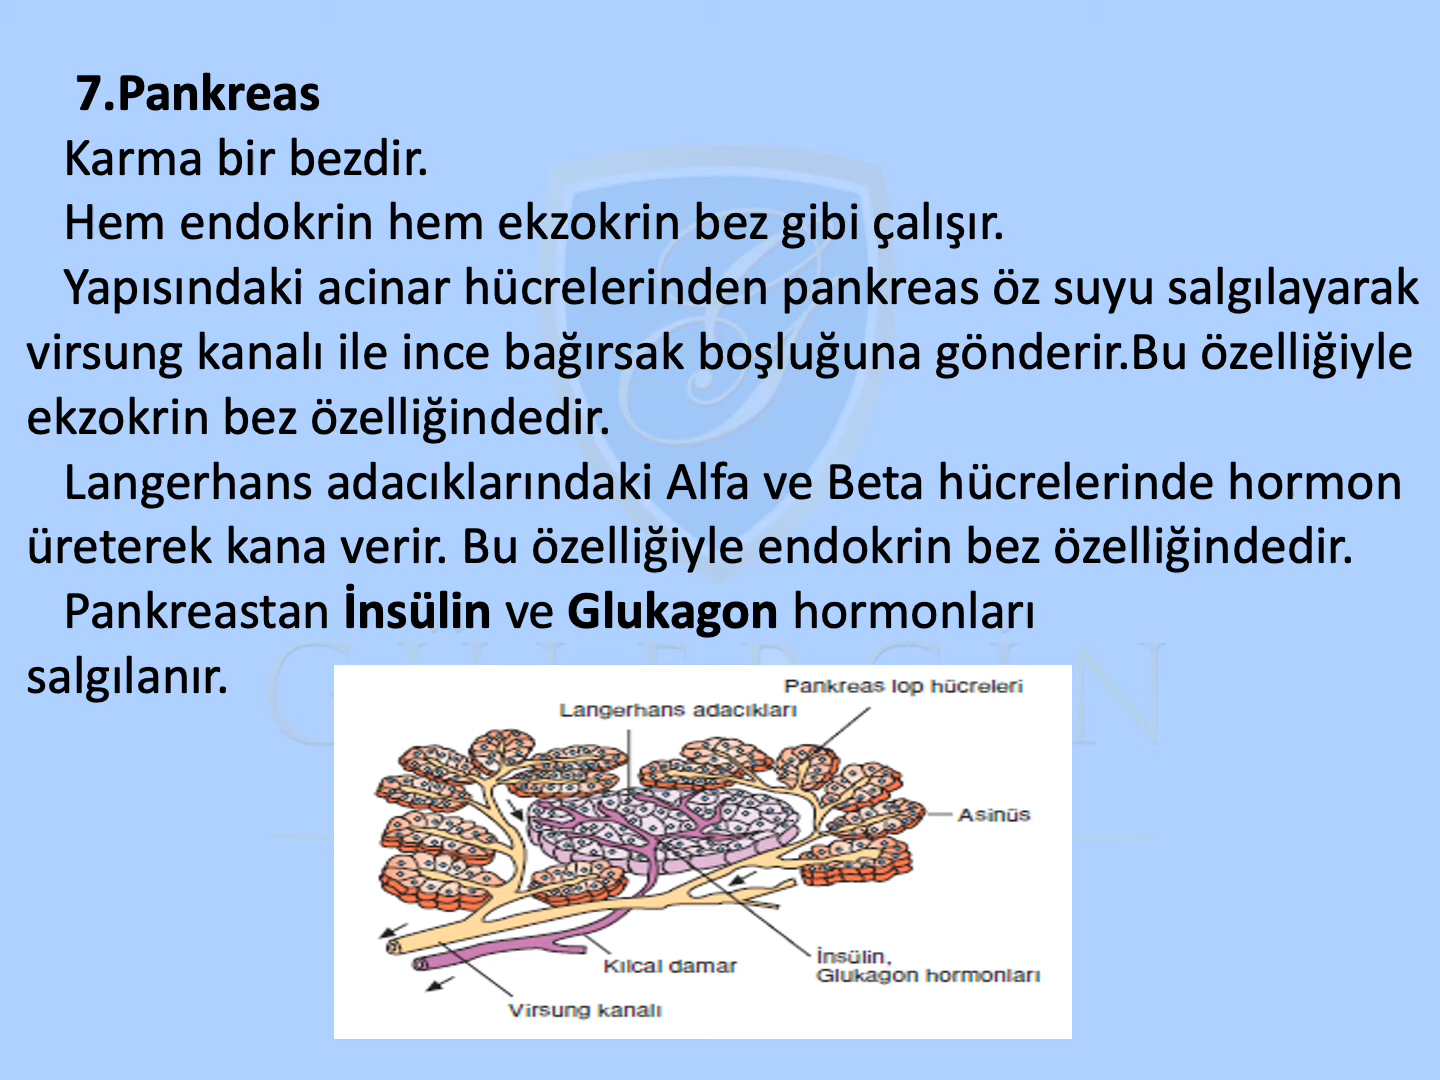 7.Pankreas
Karma bir bezdir.
Hem endokrin hem ekzokrin bez gibi çalışır.
Yapısındaki acinar hücrelerinden pankreas öz suyu salgılayarak
virsung kanalı ile ince bağırsak boşluğuna gönderir.Bu özelliğiyle
ekzokrin bez özelliğindedir.
Langerhans adacıklarındaki Alfa ve Beta hücrelerinde hormon
üreterek kana verir. Bu özelliğiyle endokrin bez özelliğindedir.
Pankreastan İnsülin ve Glukagon hormonları
salgılanır.
Pankreas lop hücreleri
Langerhans adacıkları
Asinüs
İnsülin,
Glukagon hormonları
Kılcal damar
Virsung kanalı